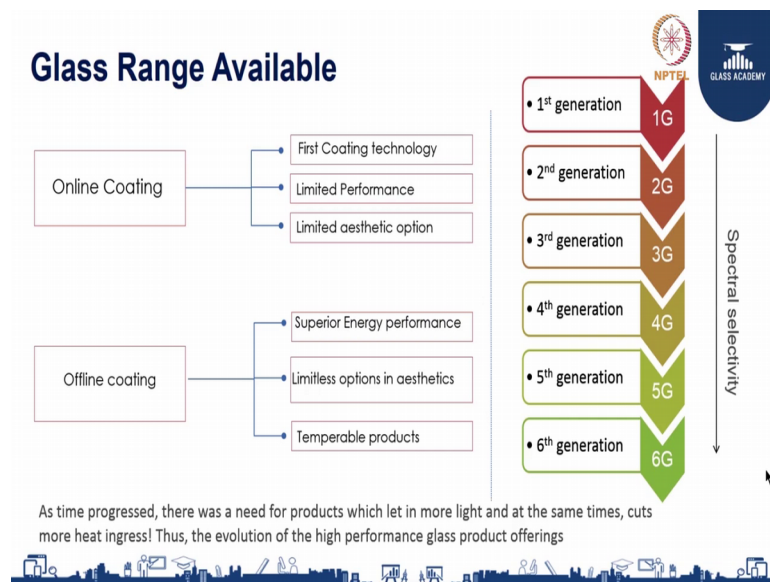 Glass Range Available
NPTEL
GLASS ACADEMY
Online Coating
First Coating technology
Limited Performance
Limited aesthetic option
Offline coating
Superior Energy performance
Limitless options in aesthetics
Temperable products
• 1st generation
1G
• 2nd generation
2G
• 3rd generation
3G
• 4th generation
4G
• 5th generation
5G
• 6th generation
6G
Spectral selectivity
As time progressed, there was a need for products which let in more light and at the same times, cuts
more heat ingress! Thus, the evolution of the high performance glass product offerings